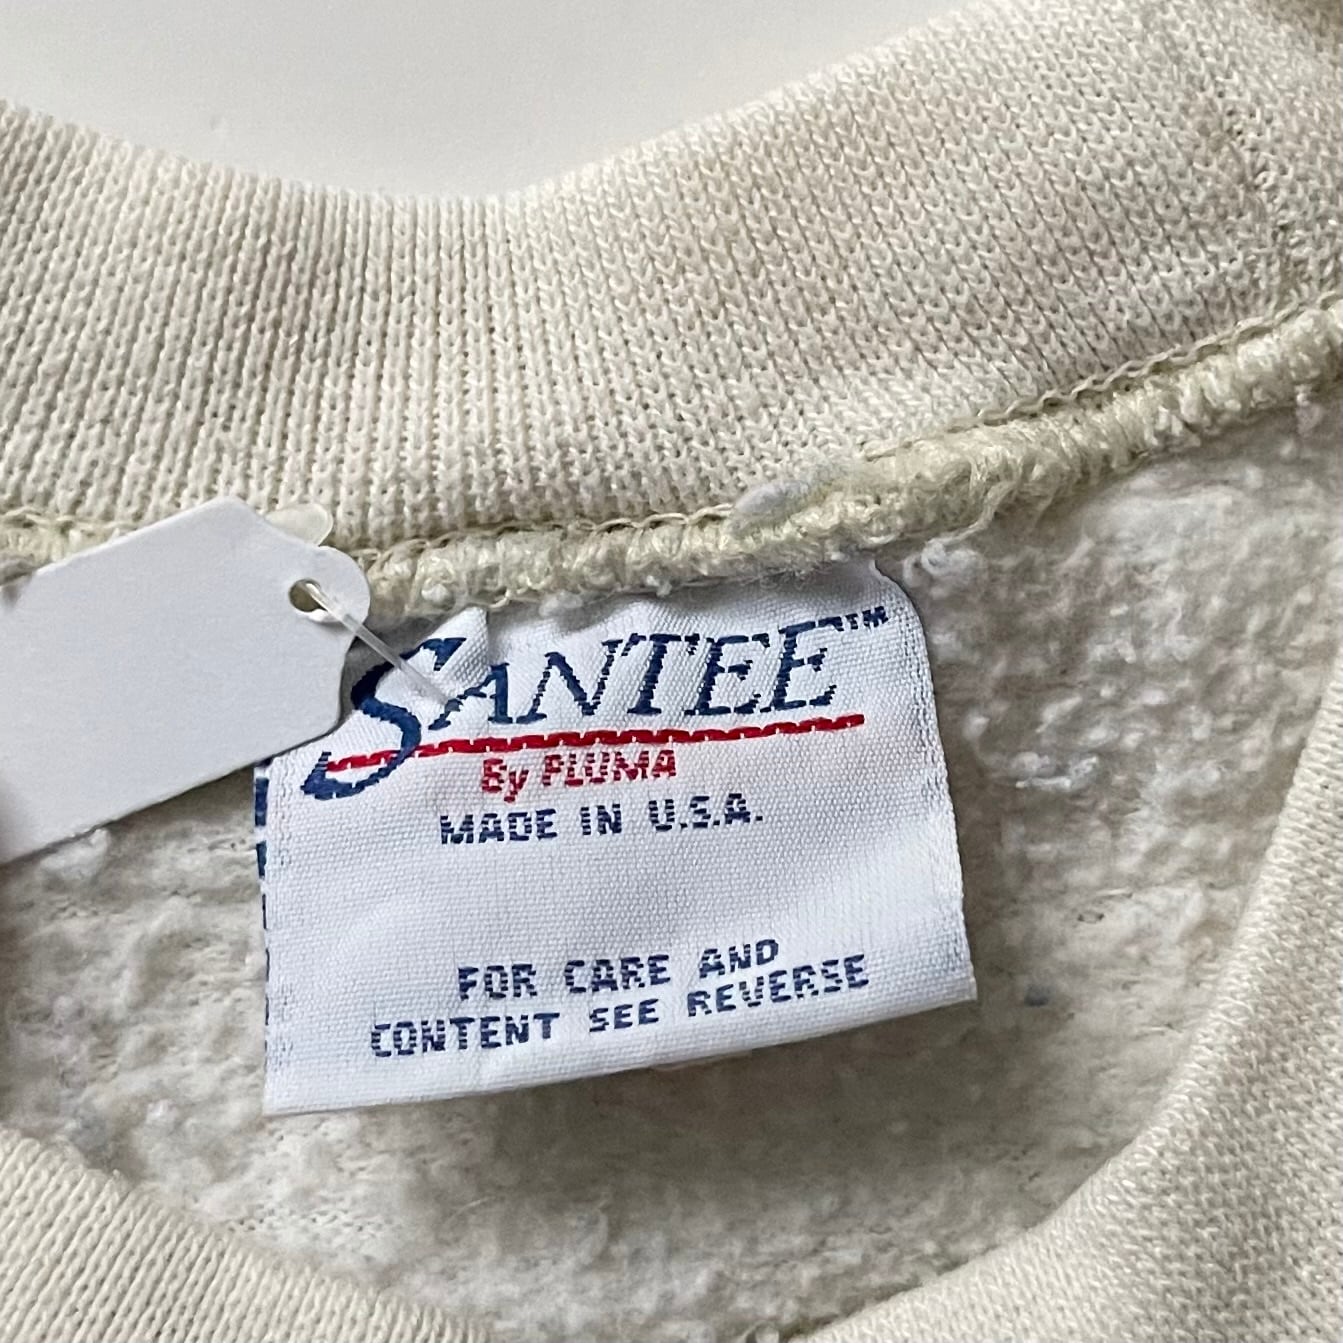 SANTEE™
By PLUMA
MADE IN U.S.A.
FOR CARE AND
CONTENT SEE REVERSE